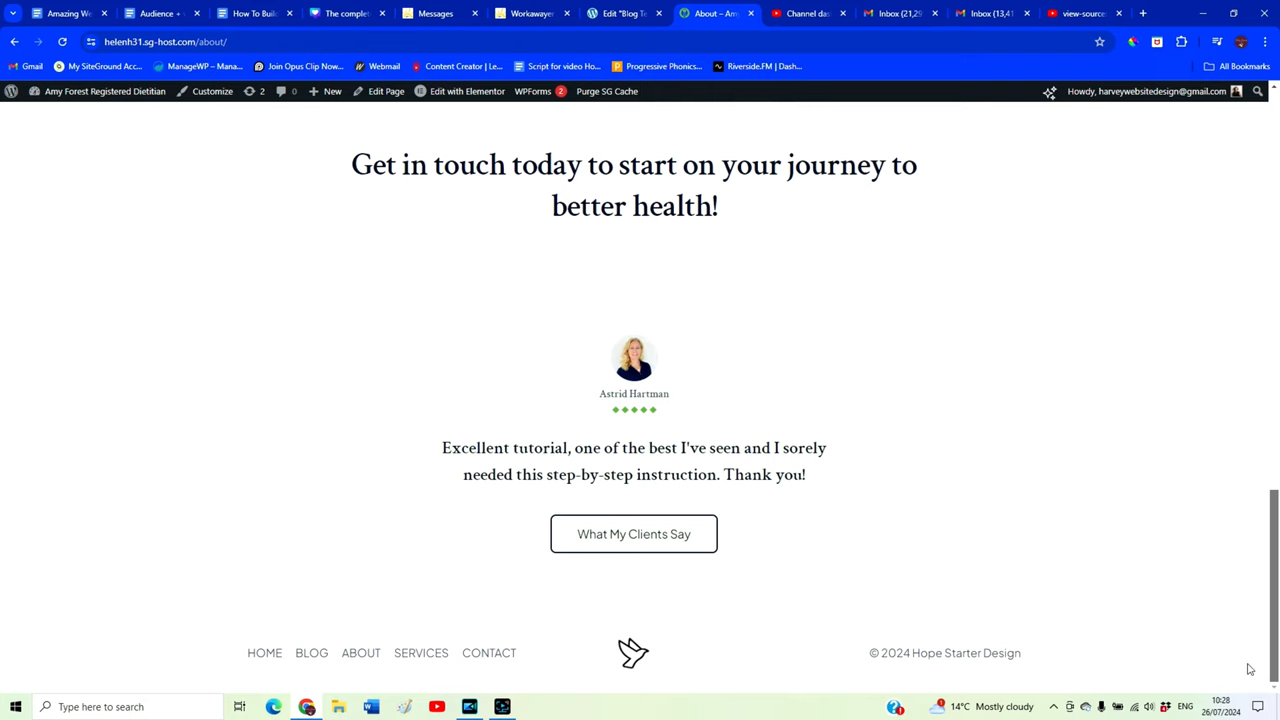 Amazing We
Audience +
How To Build
The complet
Messages
Workawayer
Edit "Blog Te
About – Am
Channel das
Inbox (21,29
Inbox (13,41
view-source:
helenh31.sg-host.com/about/
Gmail
My SiteGround Acc...
ManageWP – Mana...
Join Opus Clip Now...
Webmail
Content Creator | Le...
Script for video Ho...
Progressive Phonics...
Riverside.FM | Dash...
All Bookmarks
Amy Forest Registered Dietitian
Customize
2
0
New
Edit Page
Edit with Elementor
WPForms 2
Purge SG Cache
Howdy, harveywebsitedesign@gmail.com
Get in touch today to start on your journey to
better health!
Astrid Hartman
Excellent tutorial, one of the best I've seen and I sorely
needed this step-by-step instruction. Thank you!
What My Clients Say
HOME BLOG ABOUT SERVICES CONTACT
© 2024 Hope Starter Design
Type here to search
14°C Mostly cloudy
ENG
10:28
26/07/2024